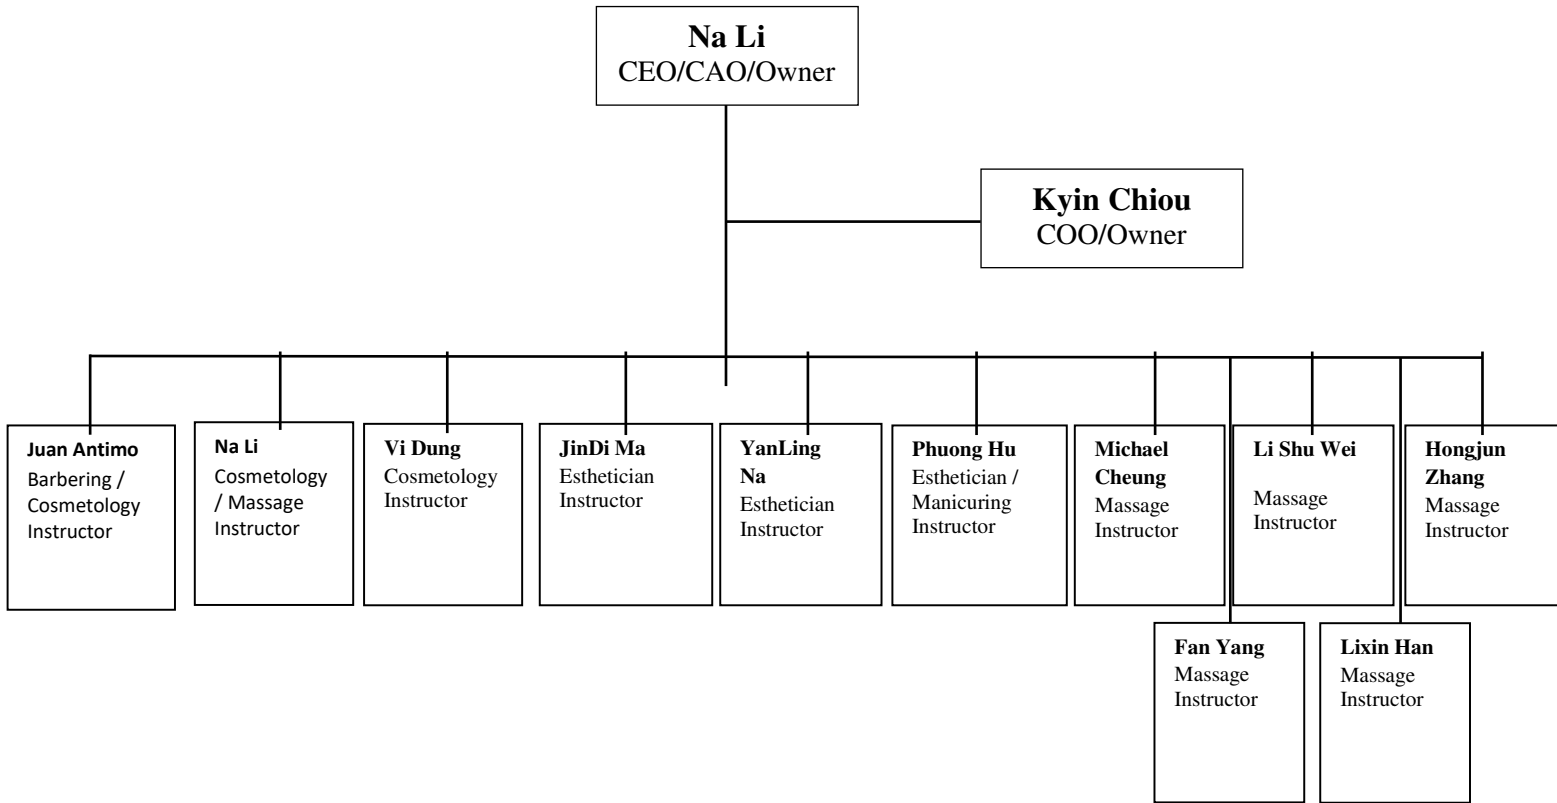 Na Li
CEO/CAO/Owner
Kyin Chiou
COO/Owner
Juan Antimo
Barbering /
Cosmetology
Instructor
Na Li
Cosmetology
/ Massage
Instructor
Vi Dung
Cosmetology
Instructor
JinDi Ma
Esthetician
Instructor
YanLing
Na
Esthetician
Instructor
Phuong Hu
Esthetician /
Manicuring
Instructor
Michael
Cheung
Massage
Instructor
Li Shu Wei
Massage
Instructor
Hongjun
Zhang
Massage
Instructor
Fan Yang
Massage
Instructor
Lixin Han
Massage
Instructor